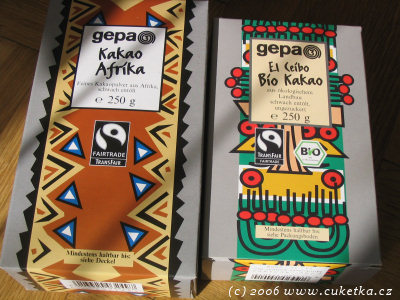 gepa
Kakao
Afrika
Feines Kakaopulver aus Afrika,
schwach entölt
e 250 g
FAIRTRADE
TRANSFAIR
Mindestens haltbar bis:
siehe Deckel
gepa
El Ceibo
Bio Kakao
aus ökologischem
Landbau,
schwach entölt,
ungezuckert
e 250 g
FAIRTRADE
TRANSFAIR
BIO
Mindestens haltbar bis:
siehe Packungsboden
(c) 2006 www.cuketka.cz